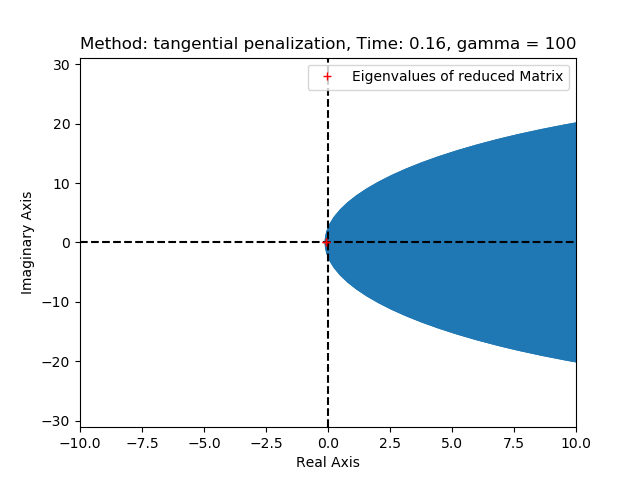 Method: tangential penalization, Time: 0.16, gamma = 100
Eigenvalues of reduced Matrix
30
20
10
0
−10
−20
−30
Imaginary Axis
−10.0 −7.5 −5.0 −2.5 0.0 2.5 5.0 7.5 10.0
Real Axis